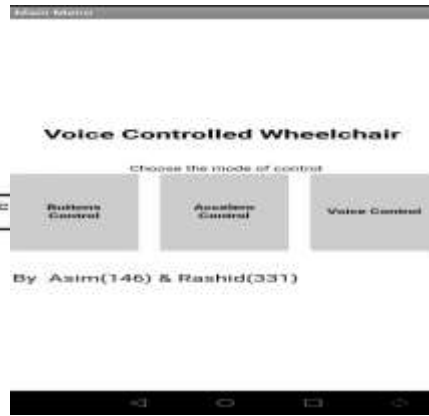 Main Menu
Voice Controlled Wheelchair
Choose the mode of control
Buttons
Control
Control
Voice Control
By Asim(146) & Rashid(331)